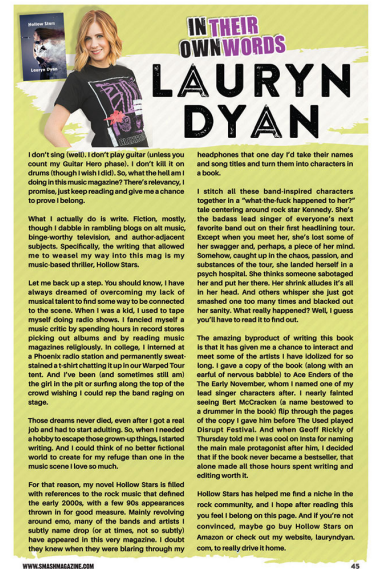 Hollow Stars
Lauryn Dyan
IN THEIR
OWN WORDS
LAURYN
DYAN
I don't sing (well). I don't play guitar (unless you
count my Guitar Hero phase). I don't kill it on
drums (though I wish I did). So, what the hell am I
doing in this music magazine? There's relevancy, I
promise, just keep reading and give me a chance
to prove I belong.
What I actually do is write. Fiction, mostly,
though I dabble in rambling blogs on alt music,
binge-worthy television, and author-adjacent
subjects. Specifically, the writing that allowed
me to weasel my way into this mag is my
music-based thriller, Hollow Stars.
Let me back up a step. You should know, I have
always dreamed of overcoming my lack of
musical talent to find some way to be connected
to the scene. When I was a kid, I used to tape
myself doing radio shows. I fancied myself a
music critic by spending hours in record stores
picking out albums and by reading music
magazines religiously. In college, I interned at
a Phoenix radio station and permanently sweat-
stained a t-shirt chatting it up in our Warped Tour
tent. And I've been (and sometimes still am)
the girl in the pit or surfing along the top of the
crowd wishing I could rep the band raging on
stage.
Those dreams never died, even after I got a real
job and had to start adulting. So, when I needed
a hobby to escape those grown-up things, I started
writing. And I could think of no better fictional
world to create for my refuge than one in the
music scene I love so much.
For that reason, my novel Hollow Stars is filled
with references to the rock music that defined
the early 2000s, with a few 90s appearances
thrown in for good measure. Mainly revolving
around emo, many of the bands and artists I
subtly name drop (or at times, not so subtly)
have appeared in this very magazine. I doubt
they knew when they were blaring through my
headphones that one day I'd take their names
and song titles and turn them into characters in
a book.
I stitch all these band-inspired characters
together in a "what-the-fuck happened to her?"
tale centering around rock star Kennedy. She's
the badass lead singer of everyone's next
favorite band out on their first headlining tour.
Except when you meet her, she's lost some of
her swagger and, perhaps, a piece of her mind.
Somehow, caught up in the chaos, passion, and
substances of the tour, she landed herself in a
psych hospital. She thinks someone sabotaged
her and put her there. Her shrink alludes it's all
in her head. And others whisper she just got
smashed one too many times and blacked out
her sanity. What really happened? Well, I guess
you'll have to read it to find out.
The amazing byproduct of writing this book
is that it has given me a chance to interact and
meet some of the artists I have idolized for so
long. I gave a copy of the book (along with an
earful of nervous babble) to Ace Enders of the
The Early November, whom I named one of my
lead singer characters after. I nearly fainted
seeing Bert McCracken (a name bestowed to
a drummer in the book) flip through the pages
of the copy I gave him before The Used played
Disrupt Festival. And when Geoff Rickly of
Thursday told me I was cool on Insta for naming
the main male protagonist after him, I decided
that if the book never became a bestseller, that
alone made all those hours spent writing and
editing worth it.
Hollow Stars has helped me find a niche in the
rock community, and I hope after reading this
you feel I belong on this page. And if you're not
convinced, maybe go buy Hollow Stars on
Amazon or check out my website, lauryndyan.
com, to really drive it home.
WWW.SMASHMAGAZINE.COM
45